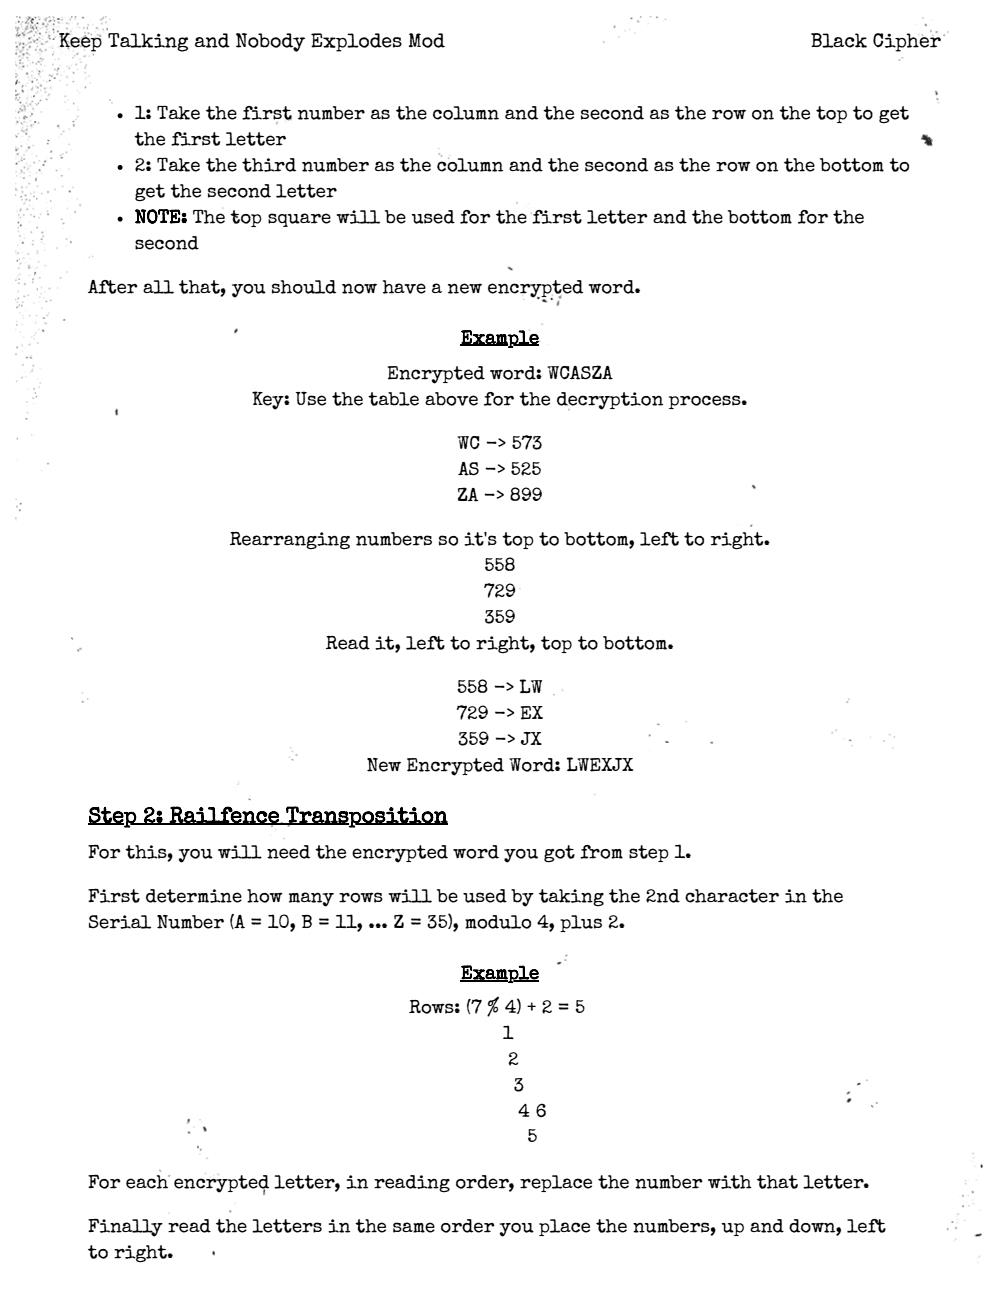 Keep Talking and Nobody Explodes Mod
Black Cipher
• 1: Take the first number as the column and the second as the row on the top to get
the first letter
• 2: Take the third number as the column and the second as the row on the bottom to
get the second letter
• NOTE: The top square will be used for the first letter and the bottom for the
second
After all that, you should now have a new encrypted word.
Example
Encrypted word: WCASZA
Key: Use the table above for the decryption process.
WC -> 573
AS -> 525
ZA -> 899
Rearranging numbers so it's top to bottom, left to right.
558
729
359
Read it, left to right, top to bottom.
558 -> LW
729 -> EX
359 -> JX
New Encrypted Word: LWEXJX
Step 2: Railfence Transposition
For this, you will need the encrypted word you got from step 1.
First determine how many rows will be used by taking the 2nd character in the
Serial Number (A = 10, B = 11, ... Z = 35), modulo 4, plus 2.
Example
Rows: (7 % 4) + 2 = 5
1
2
3
4 6
5
For each encrypted letter, in reading order, replace the number with that letter.
Finally read the letters in the same order you place the numbers, up and down, left
to right.